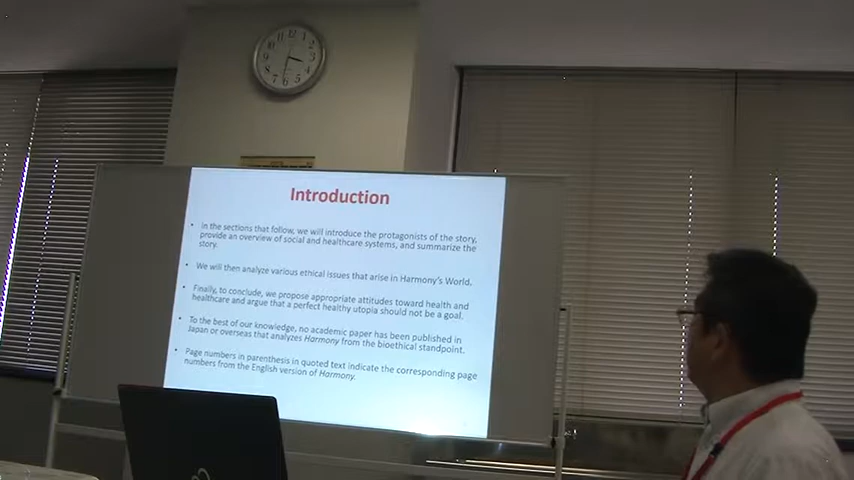 Introduction
• In the sections that follow, we will introduce the protagonists of the story,
provide an overview of social and healthcare systems, and summarize the
story.
• We will then analyze various ethical issues that arise in Harmony's World.
• Finally, to conclude, we propose appropriate attitudes toward health and
healthcare and argue that a perfect healthy utopia should not be a goal.
• To the best of our knowledge, no academic paper has been published in
Japan or overseas that analyzes Harmony from the bioethical standpoint.
• Page numbers in parenthesis in quoted text indicate the corresponding page
numbers from the English version of Harmony.